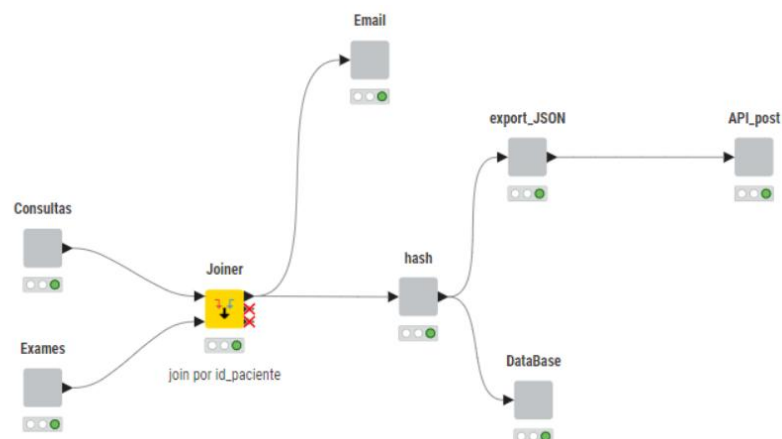 Email
export_JSON
API_post
Consultas
Joiner
hash
Exames
join por id_paciente
DataBase